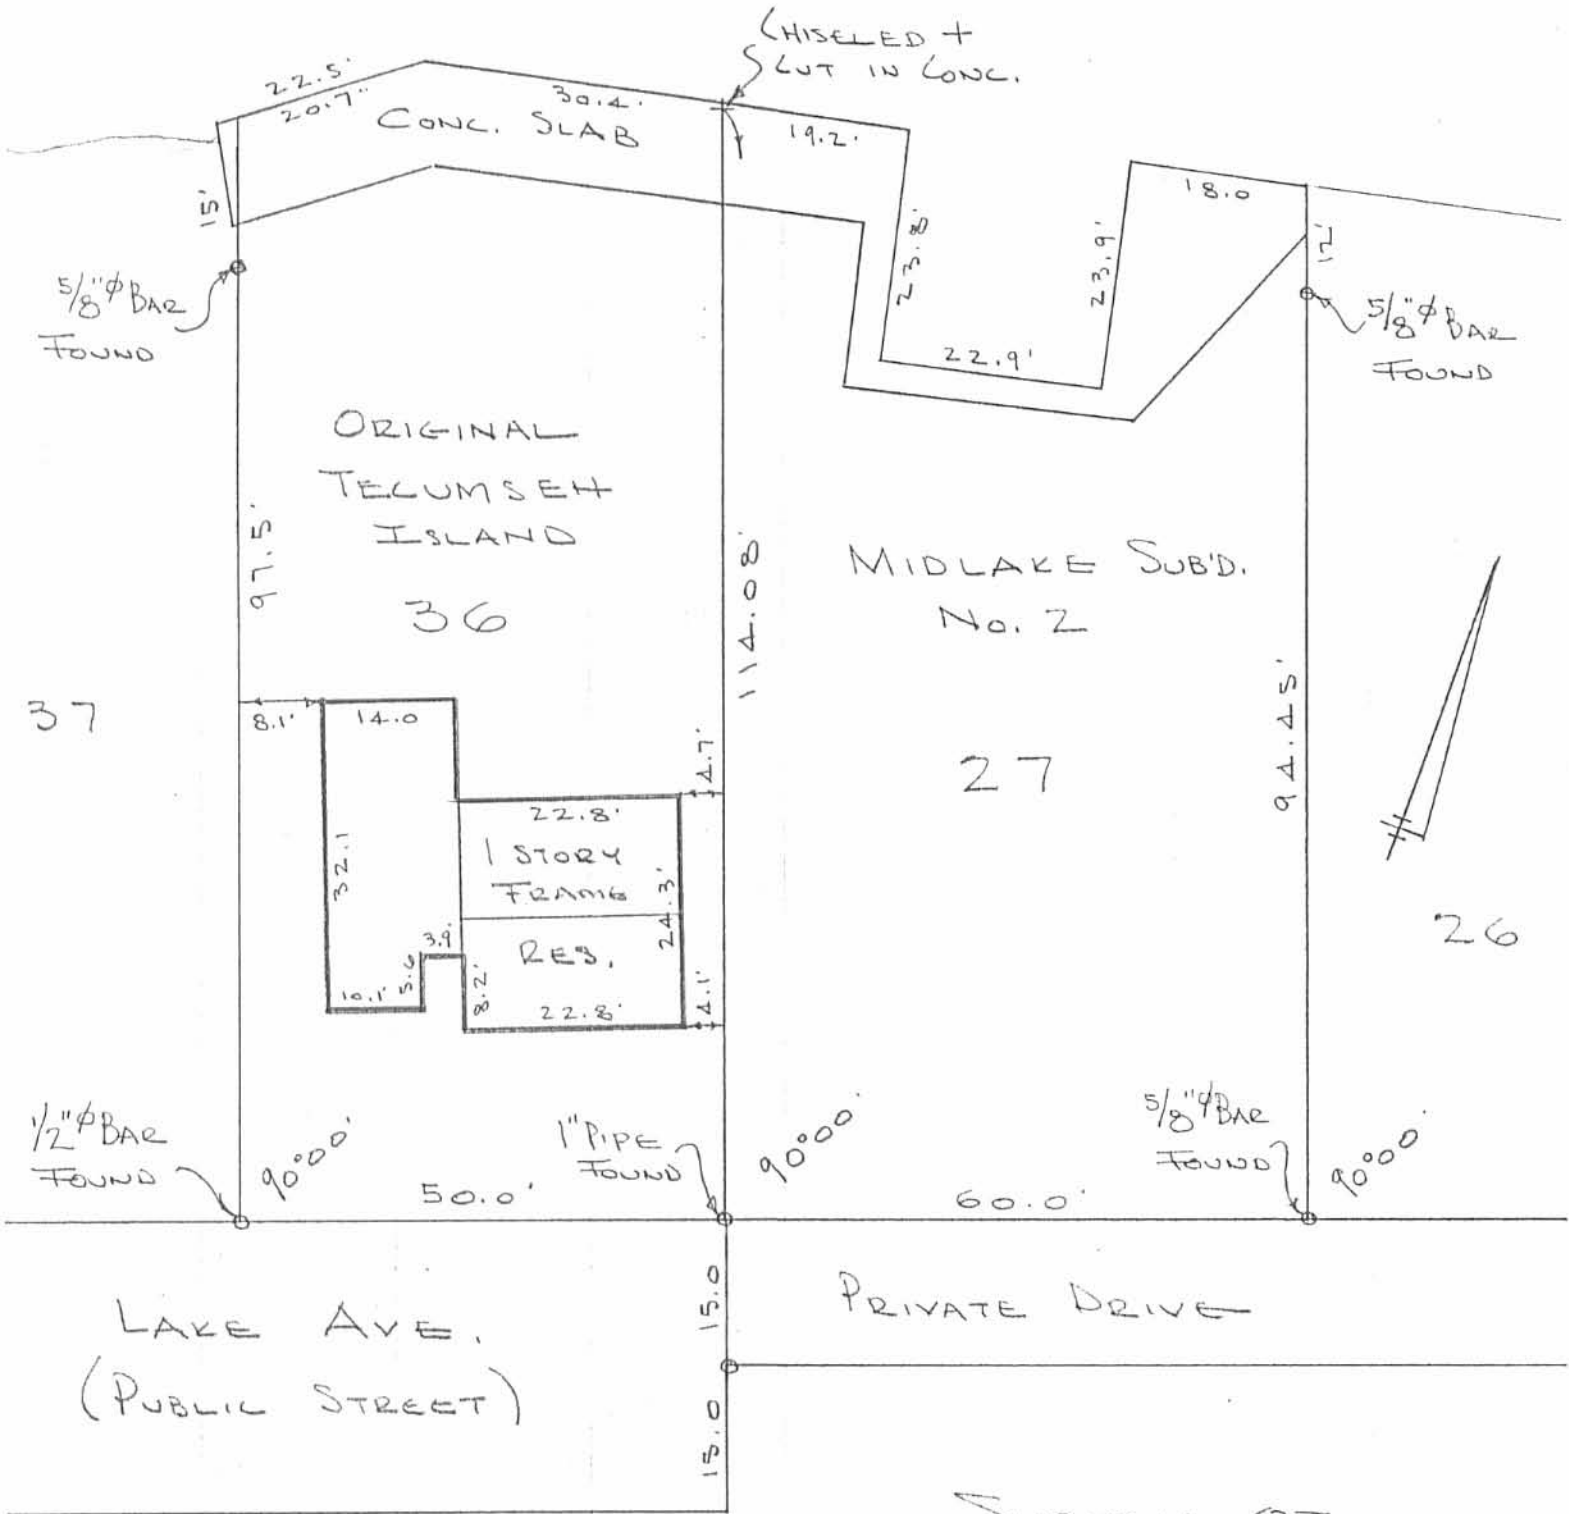 CHISELED +
CUT IN CONC.
22.5'
20.7"
30.4'
CONC. SLAB
19.2'
18.0
15'
23.8'
23.9'
12'
5/8"φ BAR
FOUND
22.9'
5/8"φ BAR
FOUND
ORIGINAL
TECUMSEH
ISLAND
36
97.5'
114.08'
MIDLAKE SUB'D.
No. 2
94.45'
37
8.1'
14.0
4.7'
27
22.8'
32.1
1 STORY
FRAME
24.3'
3.9'
RES.
26
5.6
10.1'
8.2'
22.8'
4.1'
1/2"φ BAR
FOUND
90°00'
1" PIPE
FOUND
90°00'
5/8"φ BAR
FOUND
90°00'
50.0'
60.0'
15.0
PRIVATE DRIVE
LAKE AVE.
(PUBLIC STREET)
15.0